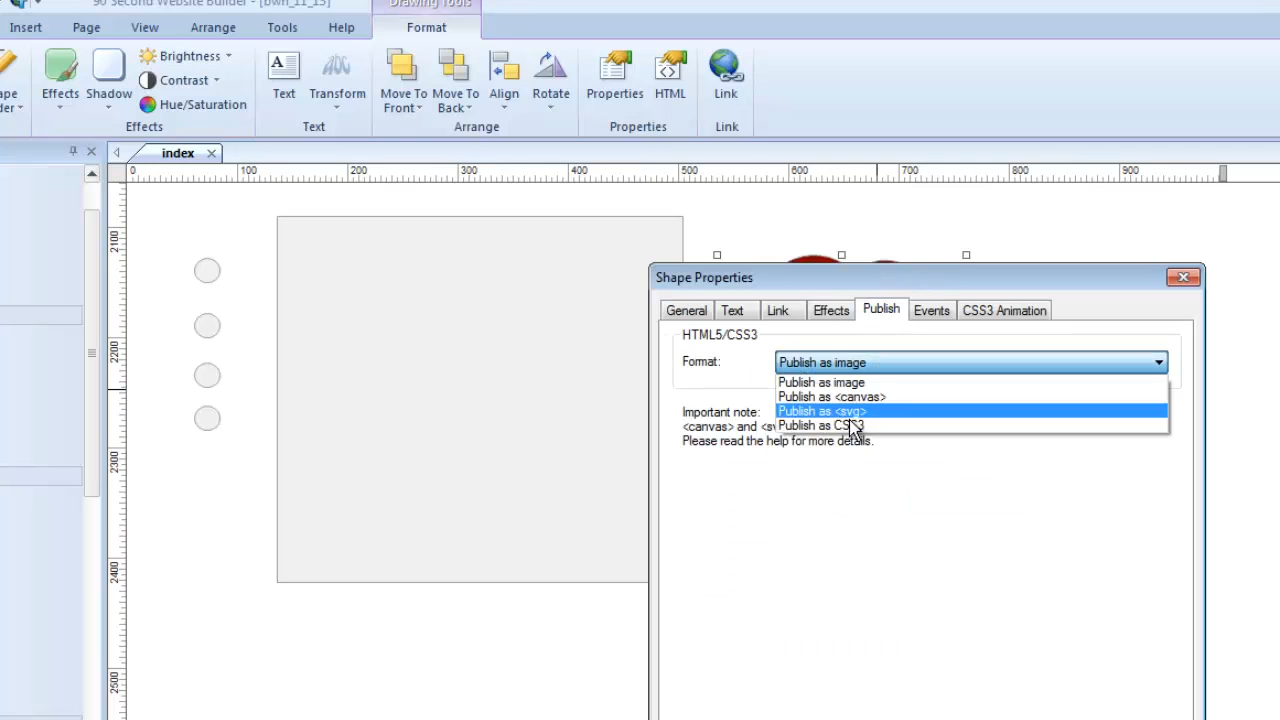 90 Second Website Builder - [bwn_11_13]
Drawing Tools
Insert Page View Arrange Tools Help Format
Brightness
Contrast
Hue/Saturation
Effects Shadow
Text Transform
Move To Front Move To Back Align Rotate
Properties HTML
Link
Effects Text Arrange Properties Link
index
0 100 200 300 400 500 600 700 800 900
2100
2200
2300
2400
2500
Shape Properties
General Text Link Effects Publish Events CSS3 Animation
HTML5/CSS3
Format: Publish as image
Publish as image
Publish as <canvas>
Publish as <svg>
Publish as CSS3
Important note:
<canvas> and
Please read the help for more details.